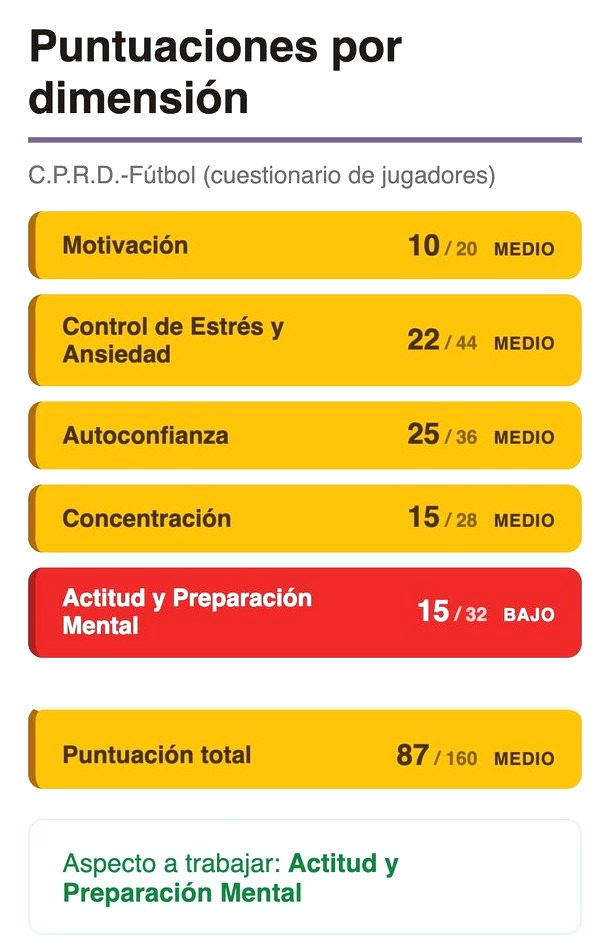 Puntuaciones por
dimensión
C.P.R.D.-Fútbol (cuestionario de jugadores)
Motivación 10 / 20 MEDIO
Control de Estrés y
Ansiedad 22 / 44 MEDIO
Autoconfianza 25 / 36 MEDIO
Concentración 15 / 28 MEDIO
Actitud y Preparación
Mental 15 / 32 BAJO
Puntuación total 87 / 160 MEDIO
Aspecto a trabajar: Actitud y
Preparación Mental